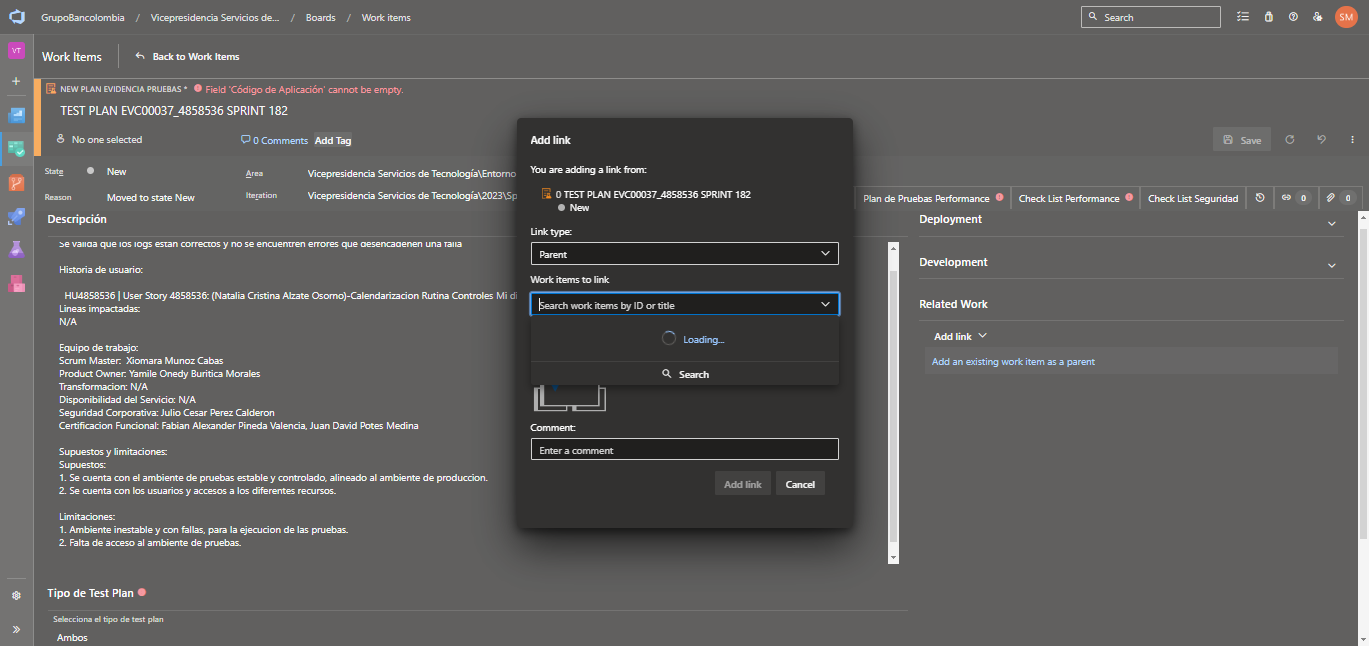 GrupoBancolombia / Vicepresidencia Servicios de... / Boards / Work items
Search
SM
VT
Work Items
Back to Work Items
NEW PLAN EVIDENCIA PRUEBAS * Field 'Código de Aplicación' cannot be empty.
TEST PLAN EVC00037_4858536 SPRINT 182
No one selected
0 Comments
Add Tag
Save
State
New
Area
Vicepresidencia Servicios de Tecnología\Entorno
Reason
Moved to state New
Iteration
Vicepresidencia Servicios de Tecnología\2023\Sp
Plan de Pruebas Performance
Check List Performance
Check List Seguridad
0
0
Descripción
Se valida que los logs estan correctos y no se encuentren errores que desencadenen una falla
Historia de usuario:
HU4858536 | User Story 4858536: (Natalia Cristina Alzate Osorno)-Calendarizacion Rutina Controles Mi di
Lineas impactadas:
N/A
Equipo de trabajo:
Scrum Master: Xiomara Munoz Cabas
Product Owner: Yamile Onedy Buritica Morales
Transformacion: N/A
Disponibilidad del Servicio: N/A
Seguridad Corporativa: Julio Cesar Perez Calderon
Certificacion Funcional: Fabian Alexander Pineda Valencia, Juan David Potes Medina
Supuestos y limitaciones:
Supuestos:
1. Se cuenta con el ambiente de pruebas estable y controlado, alineado al ambiente de produccion.
2. Se cuenta con los usuarios y accesos a los diferentes recursos.
Limitaciones:
1. Ambiente inestable y con fallas, para la ejecucion de las pruebas.
2. Falta de acceso al ambiente de pruebas.
Tipo de Test Plan
Selecciona el tipo de test plan
Ambos
Add link
You are adding a link from:
0 TEST PLAN EVC00037_4858536 SPRINT 182
New
Link type:
Parent
Work items to link
Search work items by ID or title
Loading...
Search
Comment:
Enter a comment
Add link
Cancel
Deployment
Development
Related Work
Add link
Add an existing work item as a parent